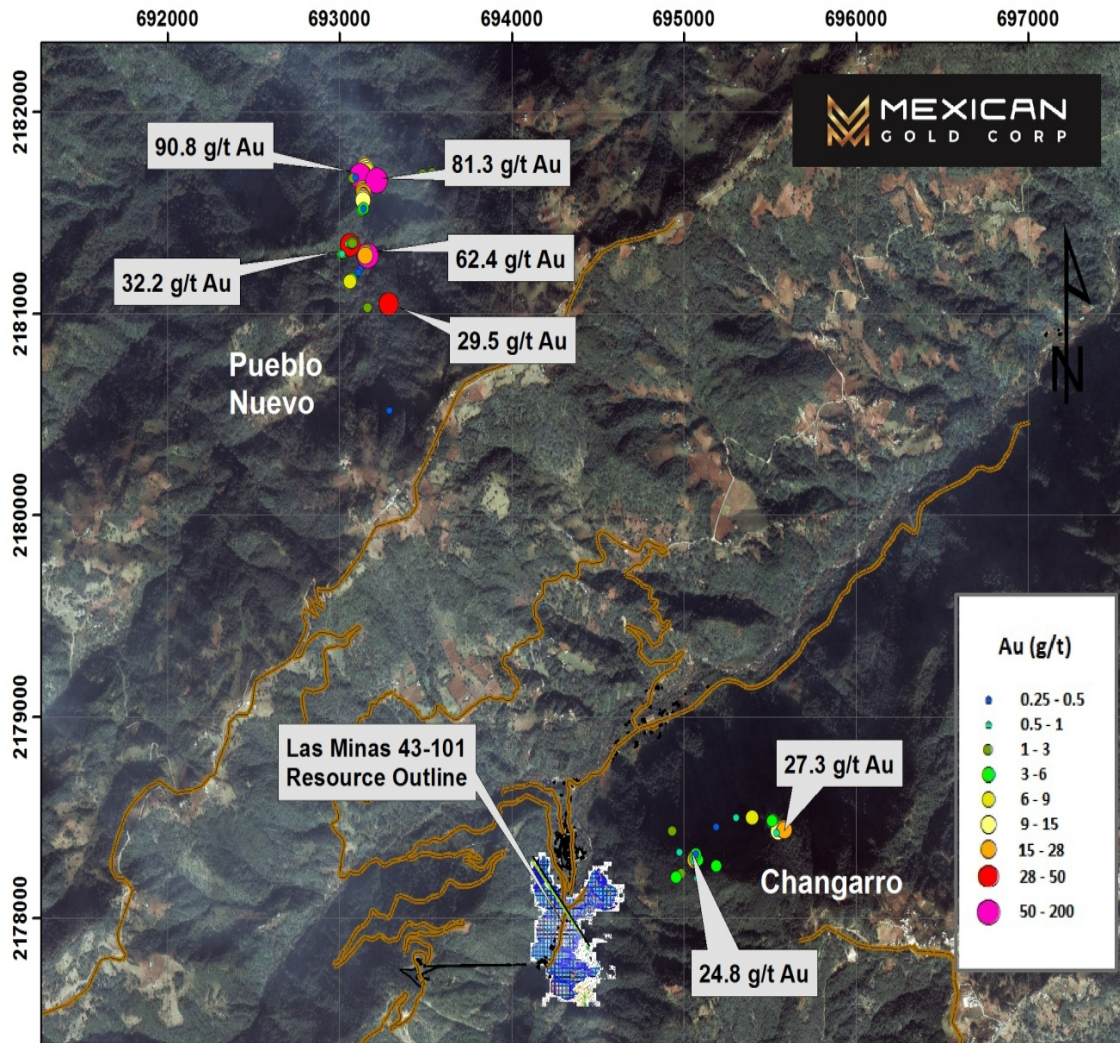 692000
693000
694000
695000
696000
697000
2182000
2181000
2180000
2179000
2178000
MEXICAN
GOLD CORP
90.8 g/t Au
81.3 g/t Au
32.2 g/t Au
62.4 g/t Au
29.5 g/t Au
Pueblo
Nuevo
N
Las Minas 43-101
Resource Outline
27.3 g/t Au
Changarro
24.8 g/t Au
Au (g/t)
0.25 - 0.5
0.5 - 1
1 - 3
3 - 6
6 - 9
9 - 15
15 - 28
28 - 50
50 - 200